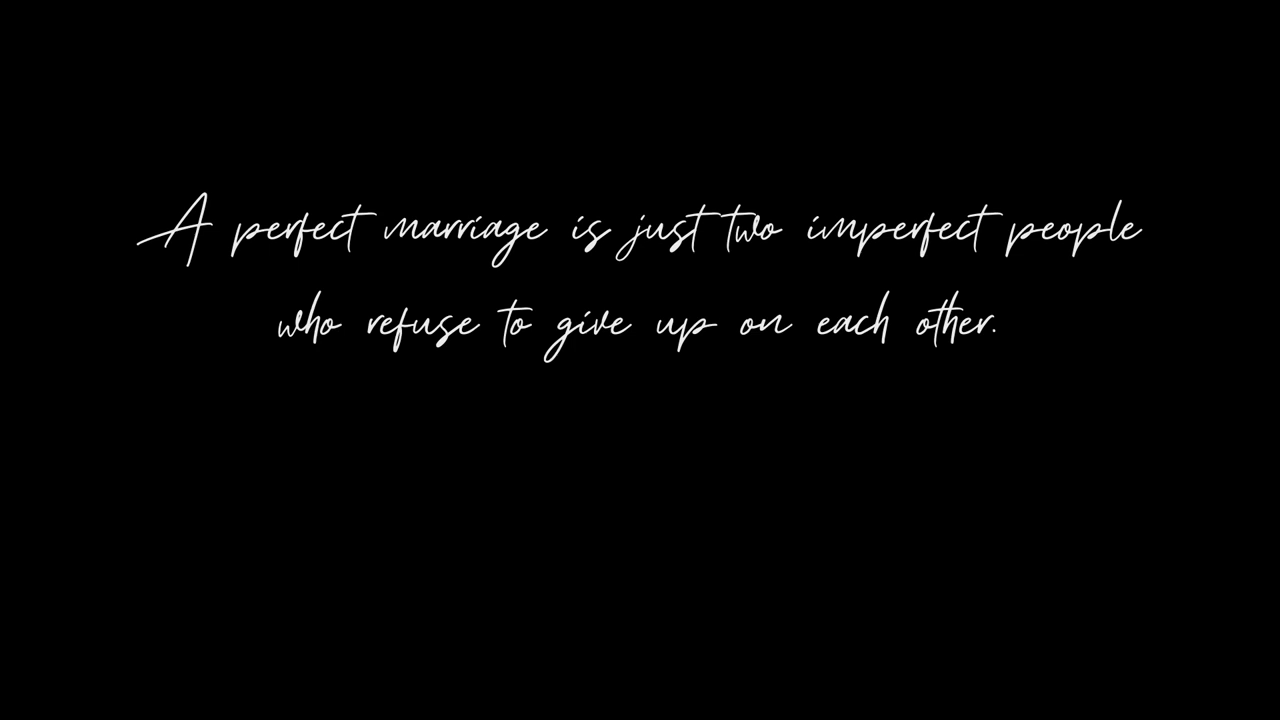 A perfect marriage is just two imperfect people
who refuse to give up on each other.